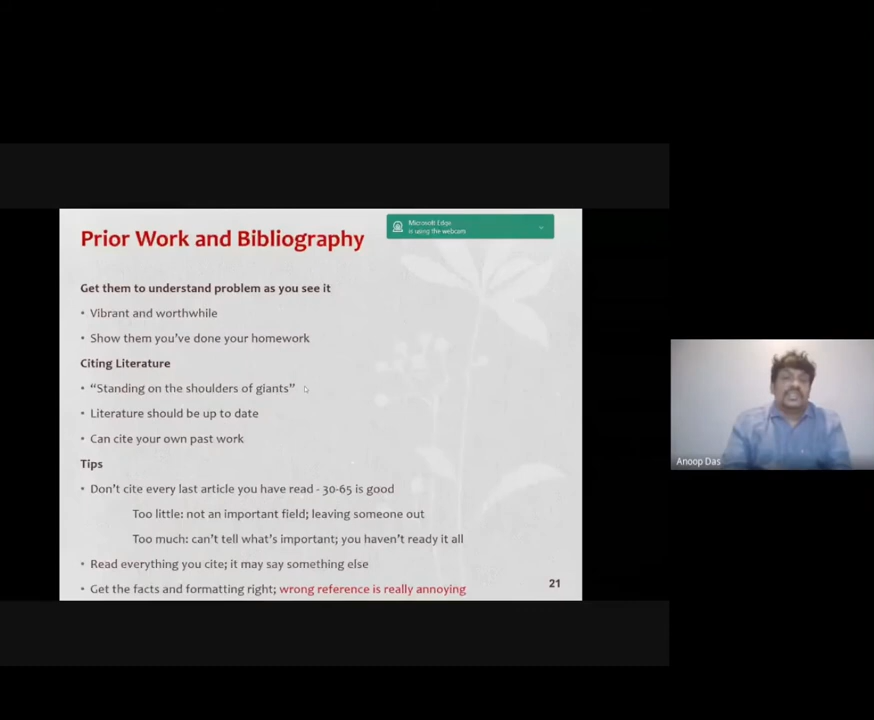 Prior Work and Bibliography
Microsoft Edge
is using the webcam
Get them to understand problem as you see it
• Vibrant and worthwhile
• Show them you've done your homework
Citing Literature
• “Standing on the shoulders of giants”
• Literature should be up to date
• Can cite your own past work
Tips
• Don't cite every last article you have read - 30-65 is good
Too little: not an important field; leaving someone out
Too much: can't tell what's important; you haven't ready it all
• Read everything you cite; it may say something else
• Get the facts and formatting right; wrong reference is really annoying
21
Anoop Das